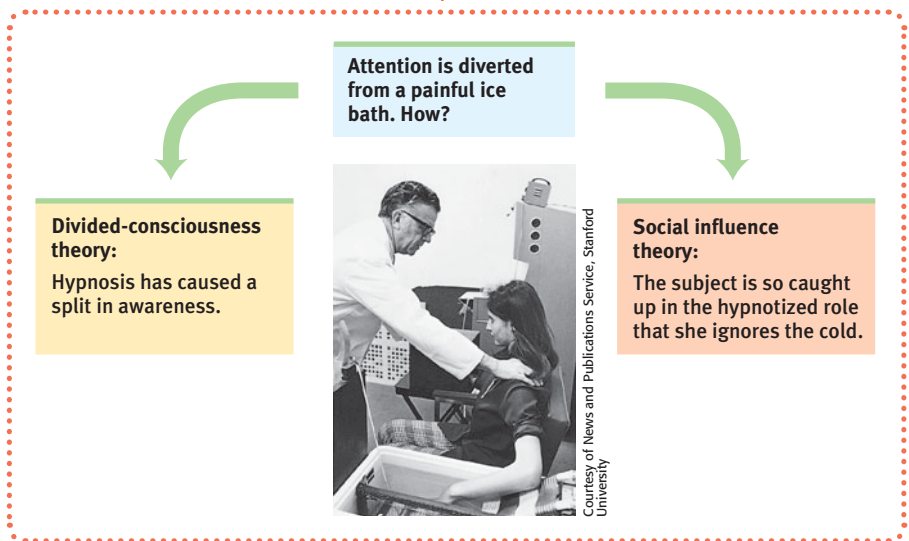 Attention is diverted
from a painful ice
bath. How?
Divided-consciousness
theory:
Hypnosis has caused a
split in awareness.
Social influence
theory:
The subject is so caught
up in the hypnotized role
that she ignores the cold.
Courtesy of News and Publications Service, Stanford
University